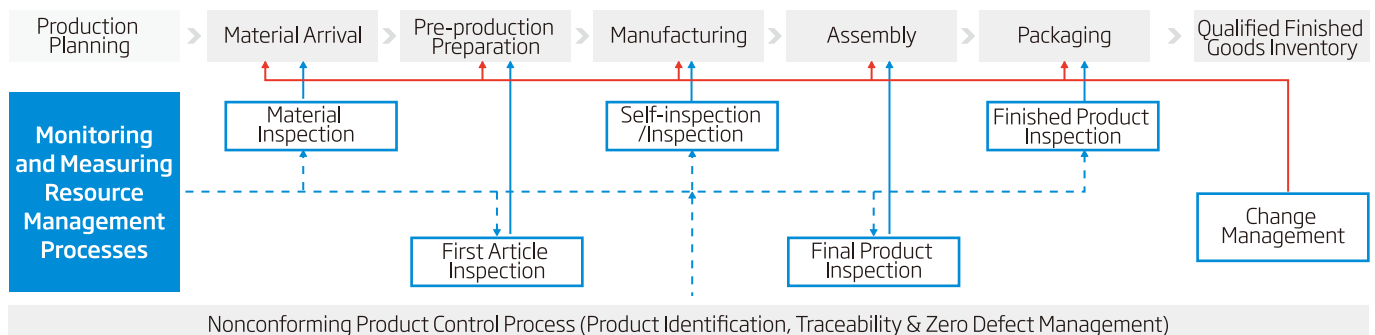 Production
Planning
Material Arrival
Pre-production
Preparation
Manufacturing
Assembly
Packaging
Qualified Finished
Goods Inventory
Monitoring
and Measuring
Resource
Management
Processes
Material
Inspection
Self-inspection
/Inspection
Finished Product
Inspection
First Article
Inspection
Final Product
Inspection
Change
Management
Nonconforming Product Control Process (Product Identification, Traceability & Zero Defect Management)